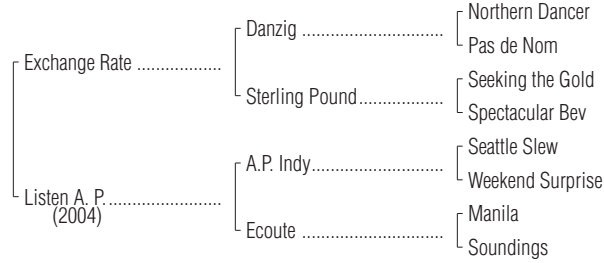 Northern Dancer
Danzig ................................
Pas de Nom
Exchange Rate ...................
Seeking the Gold
Sterling Pound...................
Spectacular Bev
Seattle Slew
A.P. Indy..............................
Weekend Surprise
Listen A. P.........................
(2004)
Manila
Ecoute ................................
Soundings